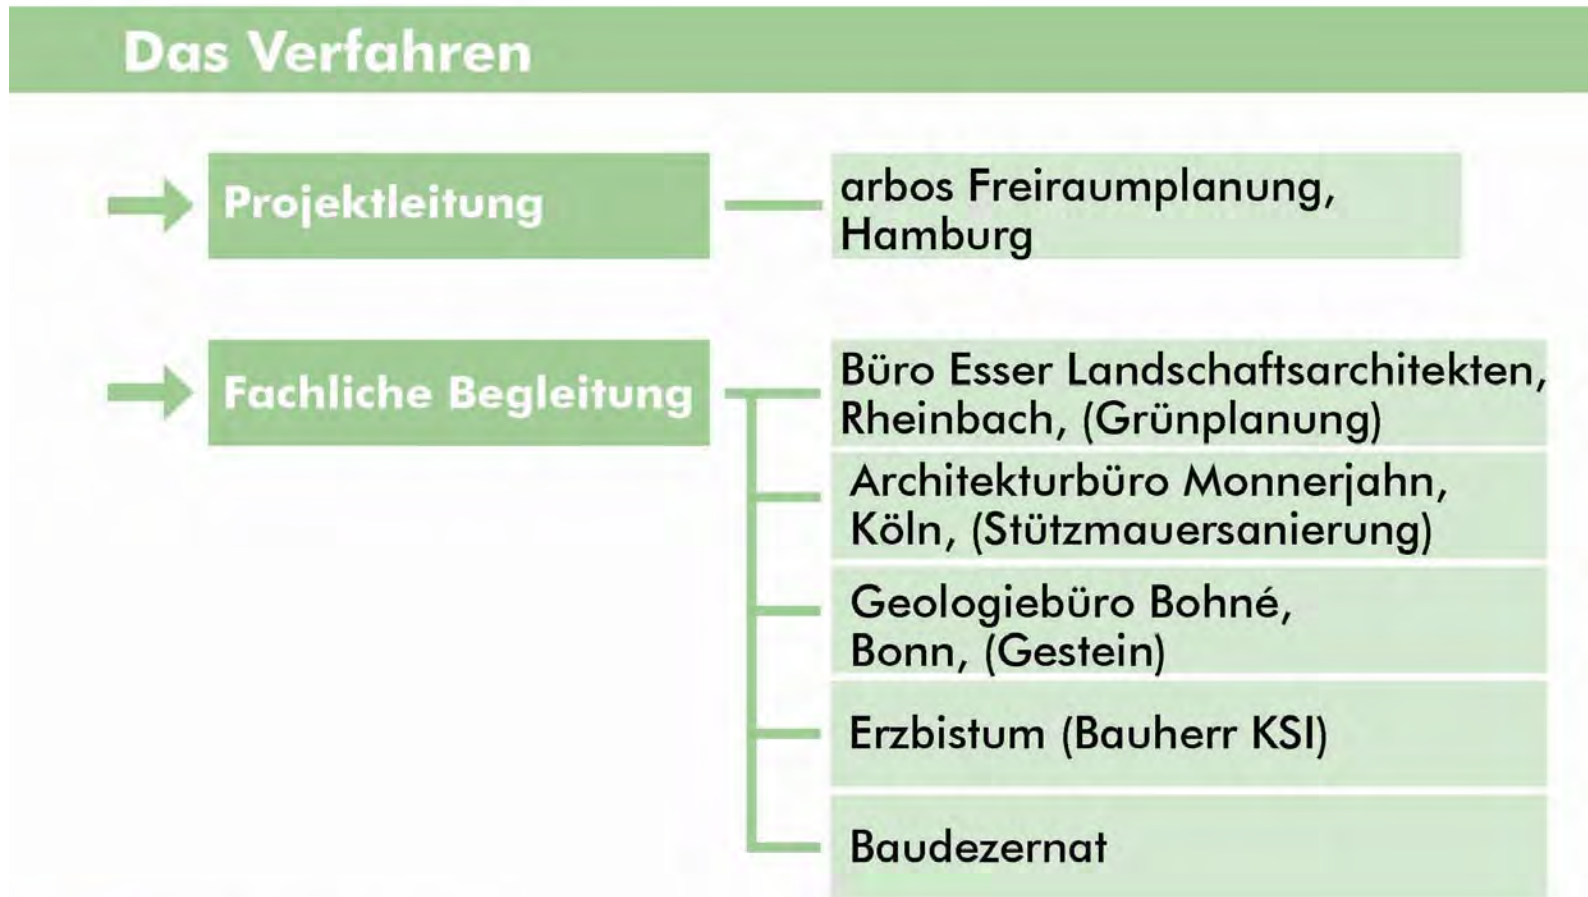 Das Verfahren
Projektleitung
arbos Freiraumplanung,
Hamburg
Fachliche Begleitung
Büro Esser Landschaftsarchitekten,
Rheinbach, (Grünplanung)
Architekturbüro Monnerjahn,
Köln, (Stützmauersanierung)
Geologiebüro Bohné,
Bonn, (Gestein)
Erzbistum (Bauherr KSI)
Baudezernat